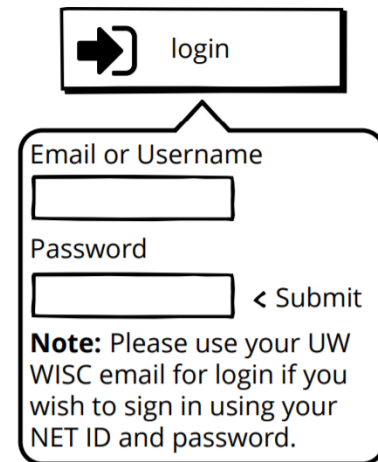 login
Email or Username
Password
< Submit
Note: Please use your UW
WISC email for login if you
wish to sign in using your
NET ID and password.